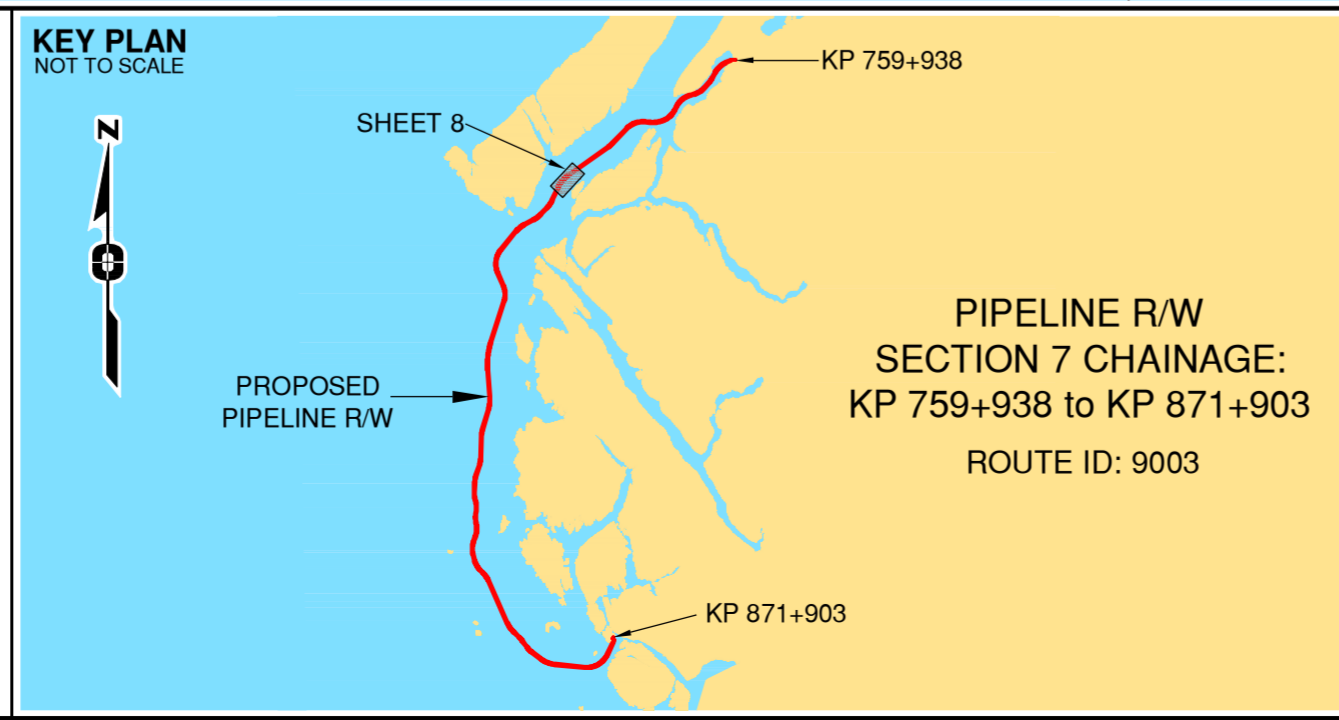 KEY PLAN
NOT TO SCALE
N
KP 759+938
SHEET 8
PROPOSED
PIPELINE R/W
PIPELINE R/W
SECTION 7 CHAINAGE:
KP 759+938 to KP 871+903
ROUTE ID: 9003
KP 871+903